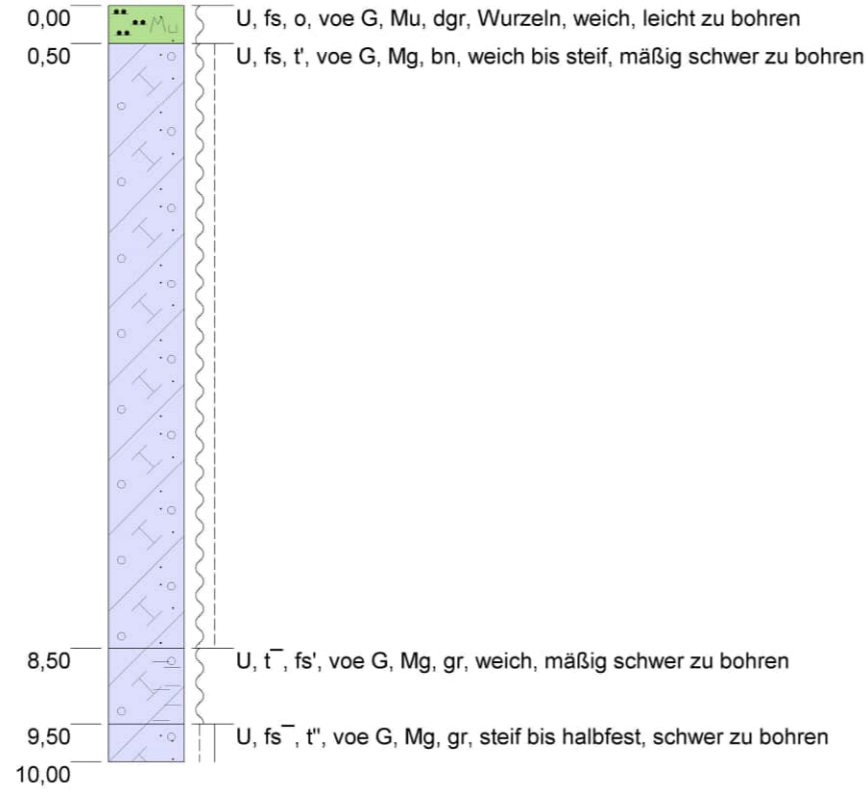 0,00 Mu U, fs, o, voe G, Mu, dgr, Wurzeln, weich, leicht zu bohren
0,50 U, fs, t', voe G, Mg, bn, weich bis steif, mäßig schwer zu bohren
8,50 U, t¯, fs', voe G, Mg, gr, weich, mäßig schwer zu bohren
9,50 U, fs¯, t", voe G, Mg, gr, steif bis halbfest, schwer zu bohren
10,00